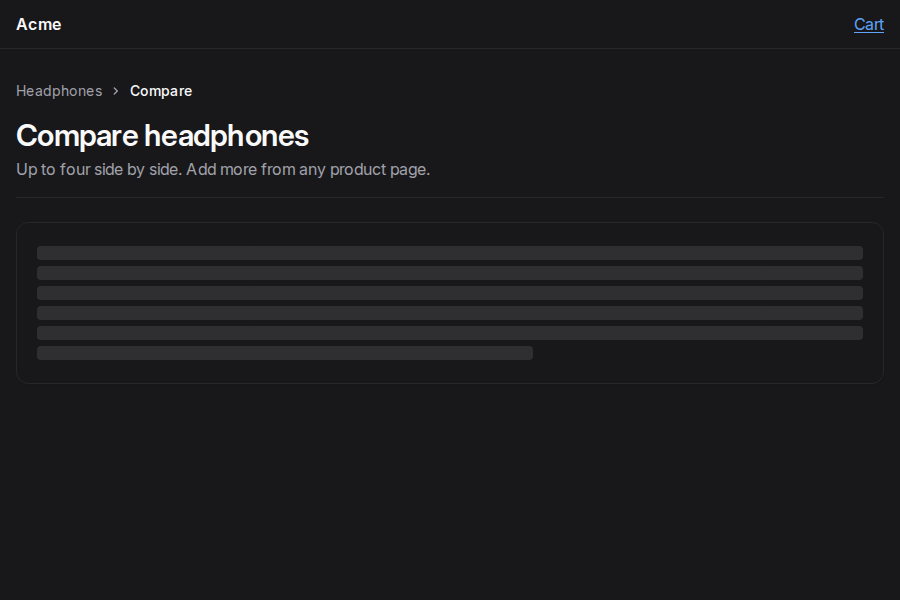 Acme
Cart
Headphones > Compare
Compare headphones
Up to four side by side. Add more from any product page.